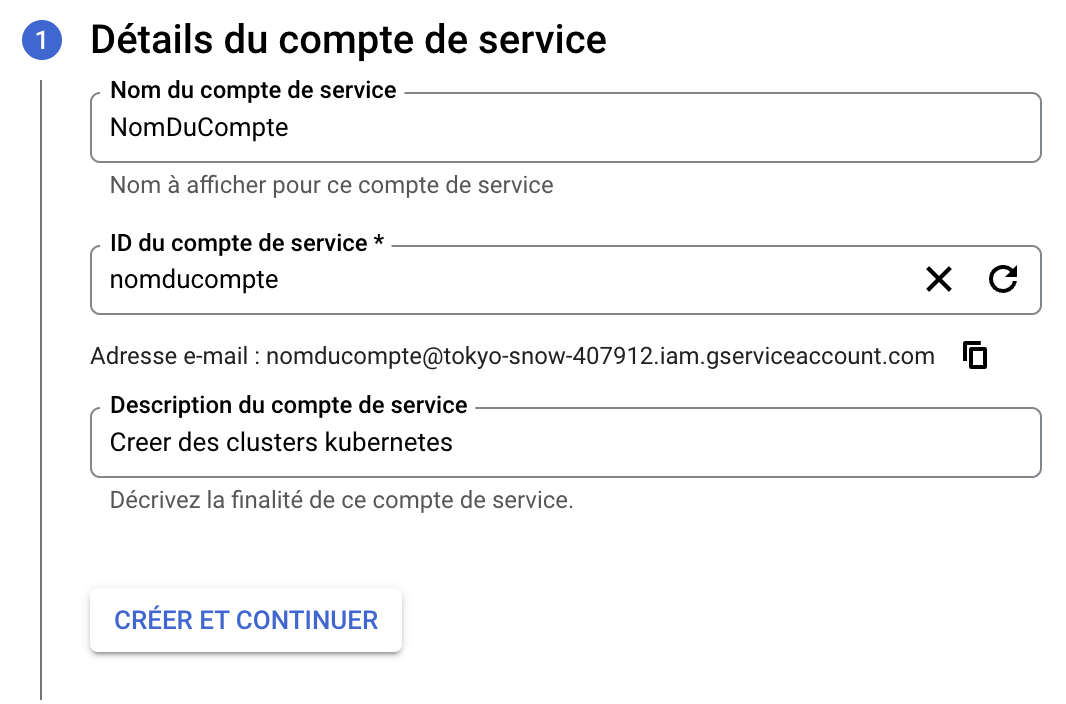 1 Détails du compte de service
Nom du compte de service
NomDuCompte
Nom à afficher pour ce compte de service
ID du compte de service *
nomducompte
Adresse e-mail : nomducompte@tokyo-snow-407912.iam.gserviceaccount.com
Description du compte de service
Creer des clusters kubernetes
Décrivez la finalité de ce compte de service.
CRÉER ET CONTINUER